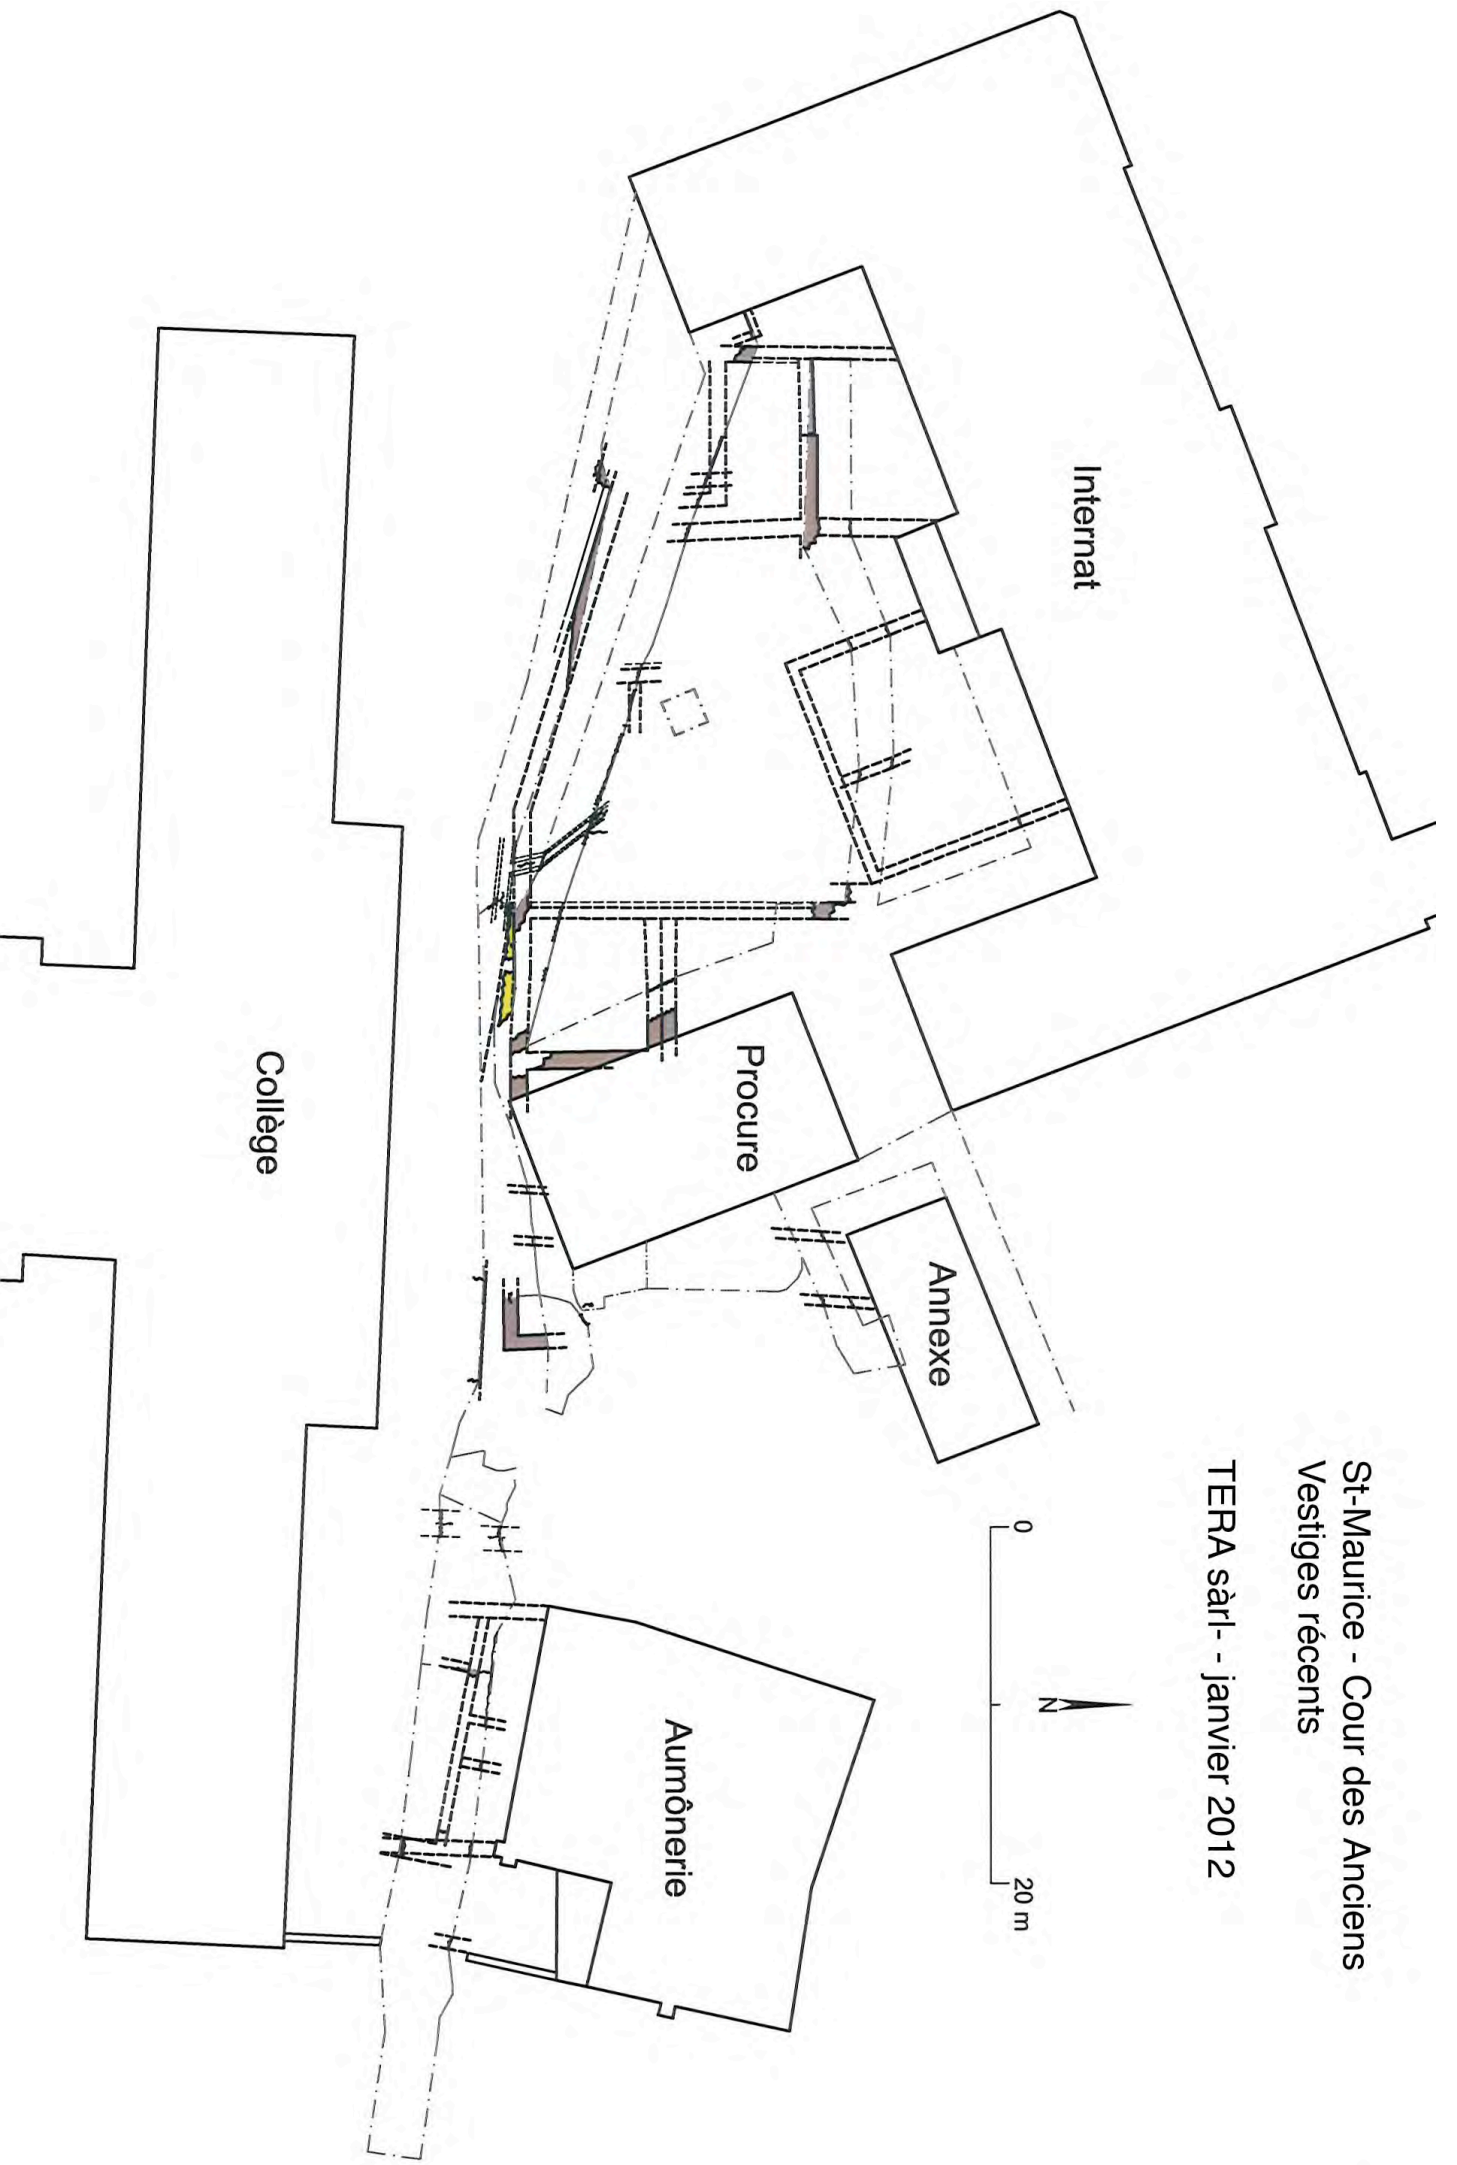 St-Maurice - Cour des Anciens
Vestiges récents
TERA sàrl- - janvier 2012
0
20 m
N
Internat
Procure
Annexe
Collège
Aumônerie